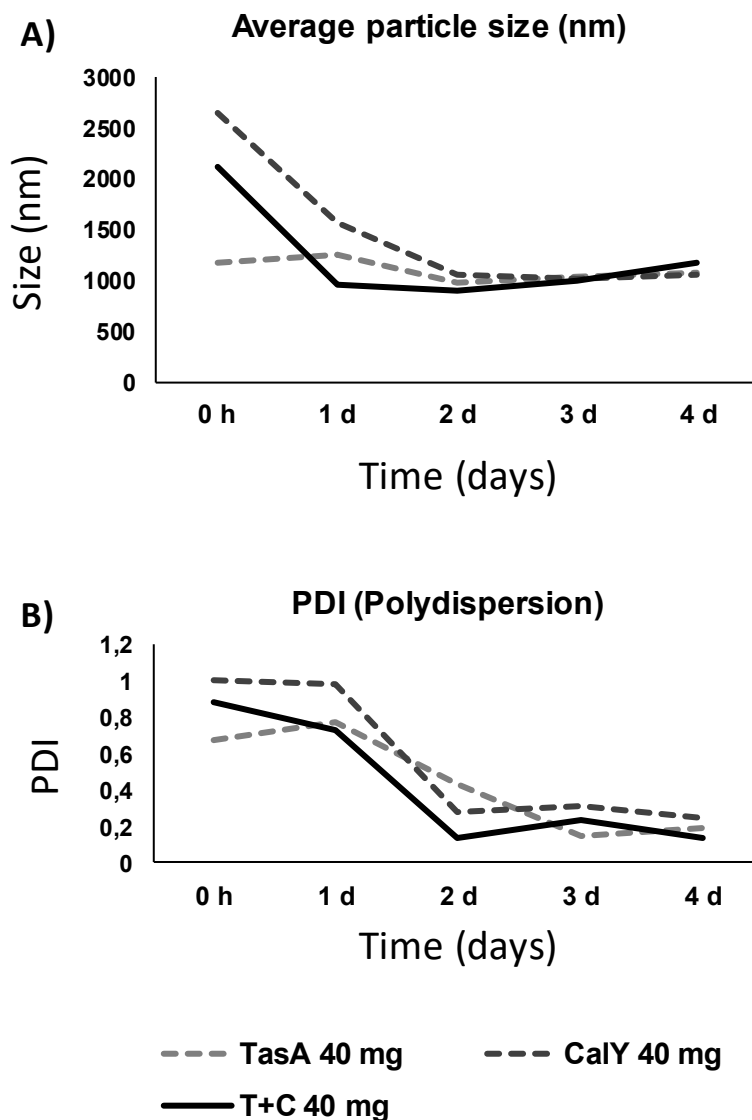 A)
Average particle size (nm)
3000
2500
2000
1500
1000
500
0
Size (nm)
0 h 1 d 2 d 3 d 4 d
Time (days)
B)
PDI (Polydispersion)
1,2
1
0,8
0,6
0,4
0,2
0
PDI
0 h 1 d 2 d 3 d 4 d
Time (days)
TasA 40 mg CalY 40 mg
T+C 40 mg